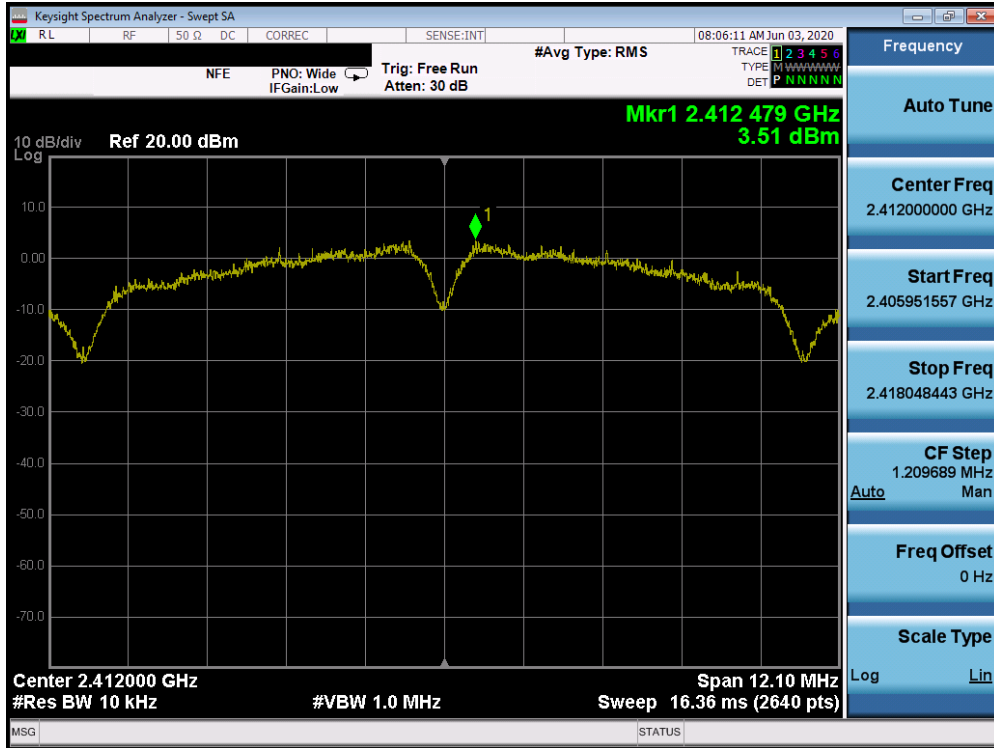 Keysight Spectrum Analyzer - Swept SA
LXI RL RF 50 Ω DC CORREC SENSE:INT 08:06:11 AM Jun 03, 2020
#Avg Type: RMS TRACE 1 2 3 4 5 6
NFE PNO: Wide Trig: Free Run TYPE M WWWWW
IFGain:Low Atten: 30 dB DET P N N N N N
Mkr1 2.412 479 GHz
3.51 dBm
10 dB/div Ref 20.00 dBm
Log
10.0
0.00
-10.0
-20.0
-30.0
-40.0
-50.0
-60.0
-70.0
1
Center 2.412000 GHz Span 12.10 MHz
#Res BW 10 kHz #VBW 1.0 MHz Sweep 16.36 ms (2640 pts)
MSG STATUS
Frequency
Auto Tune
Center Freq
2.412000000 GHz
Start Freq
2.405951557 GHz
Stop Freq
2.418048443 GHz
CF Step
1.209689 MHz
Auto Man
Freq Offset
0 Hz
Scale Type
Log Lin